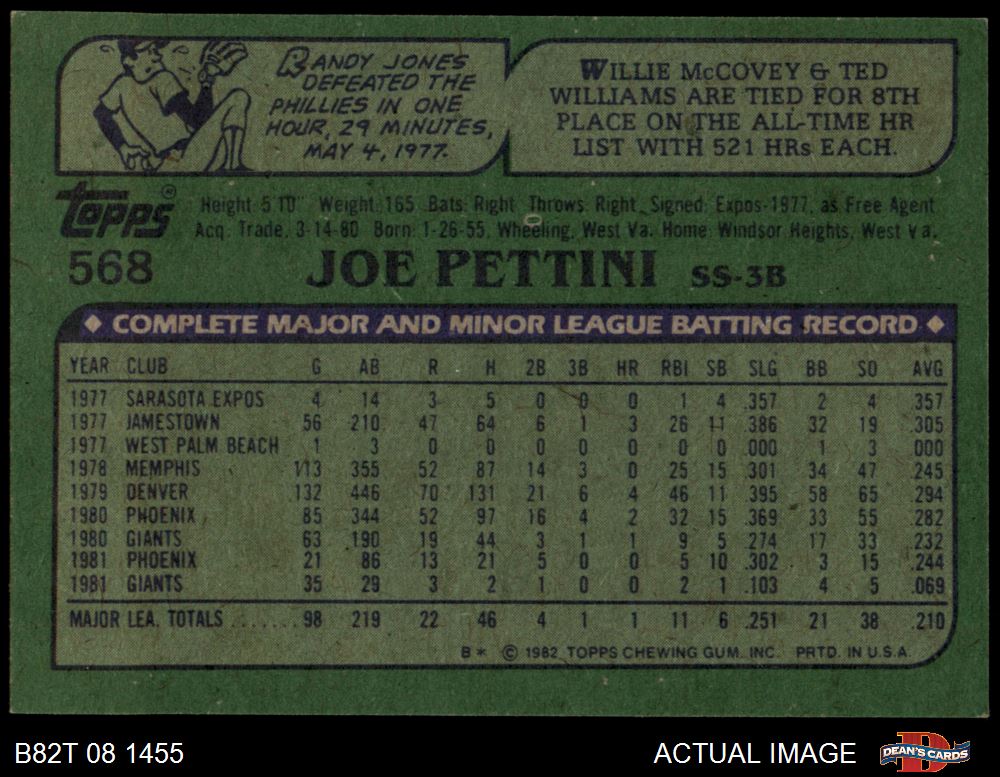 RANDY JONES
DEFEATED THE
PHILLIES IN ONE
HOUR, 29 MINUTES,
MAY 4, 1977.
WILLIE McCOVEY & TED
WILLIAMS ARE TIED FOR 8TH
PLACE ON THE ALL-TIME HR
LIST WITH 521 HRs EACH.
topps®
Height: 5'10" Weight: 165 Bats: Right Throws: Right Signed: Expos-1977, as Free Agent
Acq. Trade, 3-14-80 Born: 1-26-55, Wheeling, West Va. Home: Windsor Heights, West Va.
568 JOE PETTINI SS-3B
◆ COMPLETE MAJOR AND MINOR LEAGUE BATTING RECORD ◆
YEAR CLUB G AB R H 2B 3B HR RBI SB SLG BB SO AVG
1977 SARASOTA EXPOS 4 14 3 5 0 0 0 1 4 .357 2 4 .357
1977 JAMESTOWN 56 210 47 64 6 1 3 26 11 .386 32 19 .305
1977 WEST PALM BEACH 1 3 0 0 0 0 0 0 0 .000 1 3 .000
1978 MEMPHIS 113 355 52 87 14 3 0 25 15 .301 34 47 .245
1979 DENVER 132 446 70 131 21 6 4 46 11 .395 58 65 .294
1980 PHOENIX 85 344 52 97 16 4 2 32 15 .369 33 55 .282
1980 GIANTS 63 190 19 44 3 1 1 9 5 .274 17 33 .232
1981 PHOENIX 21 86 13 21 5 0 0 5 10 .302 3 15 .244
1981 GIANTS 35 29 3 2 1 0 0 2 1 .103 4 5 .069
MAJOR LEA. TOTALS ....... 98 219 22 46 4 1 1 11 6 .251 21 38 .210
B* © 1982 TOPPS CHEWING GUM, INC. PRTD. IN U.S.A.
B82T 08 1455 ACTUAL IMAGE DEAN'S CARDS